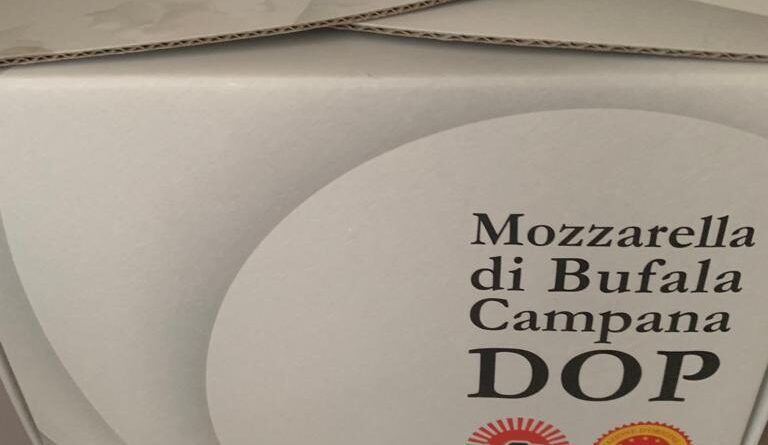 Mozzarella
di Bufala
Campana
DOP